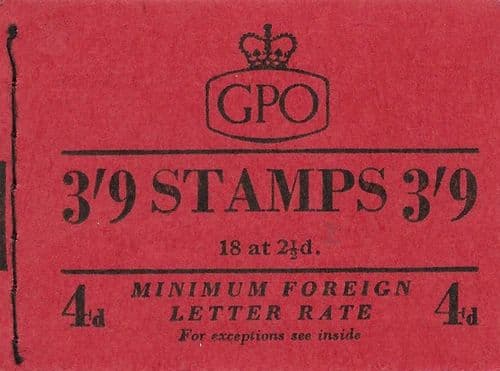 GPO
3'9 STAMPS 3'9
18 at 2½d.
4d MINIMUM FOREIGN 4d
LETTER RATE
For exceptions see inside